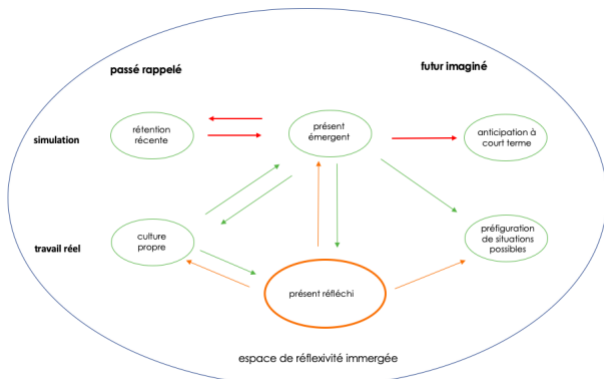 passé rappelé
futur imaginé
simulation
rétention
récente
présent
émergent
anticipation à
court terme
travail réel
culture
propre
préfiguration
de situations
possibles
présent réfléchi
espace de réflexivité immergée